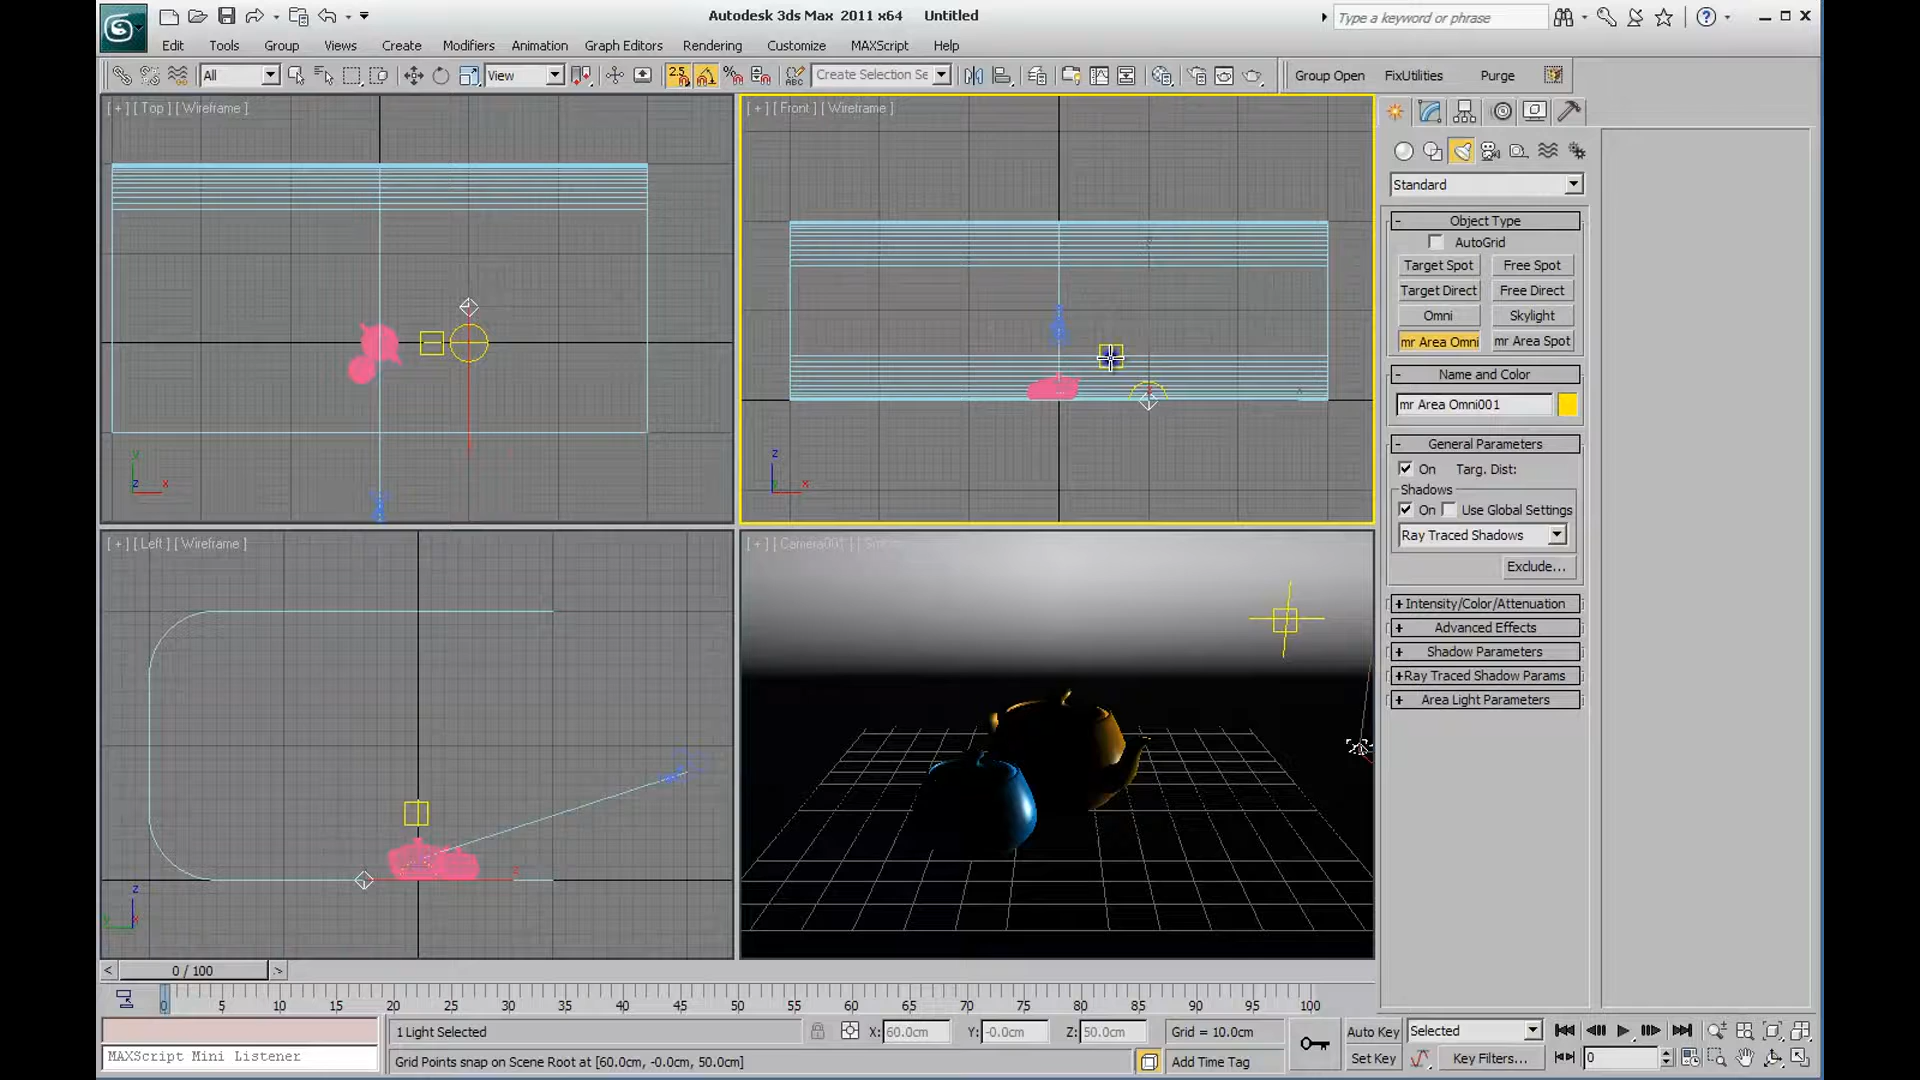 Autodesk 3ds Max 2011 x64 Untitled
Type a keyword or phrase
Edit Tools Group Views Create Modifiers Animation Graph Editors Rendering Customize MAXScript Help
All View 2.5 Create Selection Se Group Open FixUtilities Purge
[ + ] [ Top ] [ Wireframe ]
[ + ] [ Front ] [ Wireframe ]
Standard
- Object Type
AutoGrid
Target Spot Free Spot
Target Direct Free Direct
Omni Skylight
mr Area Omni mr Area Spot
- Name and Color
mr Area Omni001
- General Parameters
On Targ. Dist:
Shadows
On Use Global Settings
Ray Traced Shadows
Exclude...
+ Intensity/Color/Attenuation
+ Advanced Effects
+ Shadow Parameters
+Ray Traced Shadow Params
+ Area Light Parameters
y
z x
z
x
[ + ] [ Left ] [ Wireframe ]
[ + ] [ Camera001 ]
z
y
< 0 / 100 >
0 5 10 15 20 25 30 35 40 45 50 55 60 65 70 75 80 85 90 95 100
1 Light Selected X: 60.0cm Y: -0.0cm Z: 50.0cm Grid = 10.0cm Auto Key Selected
MAXScript Mini Listener Grid Points snap on Scene Root at [60.0cm, -0.0cm, 50.0cm] Add Time Tag Set Key Key Filters... 0